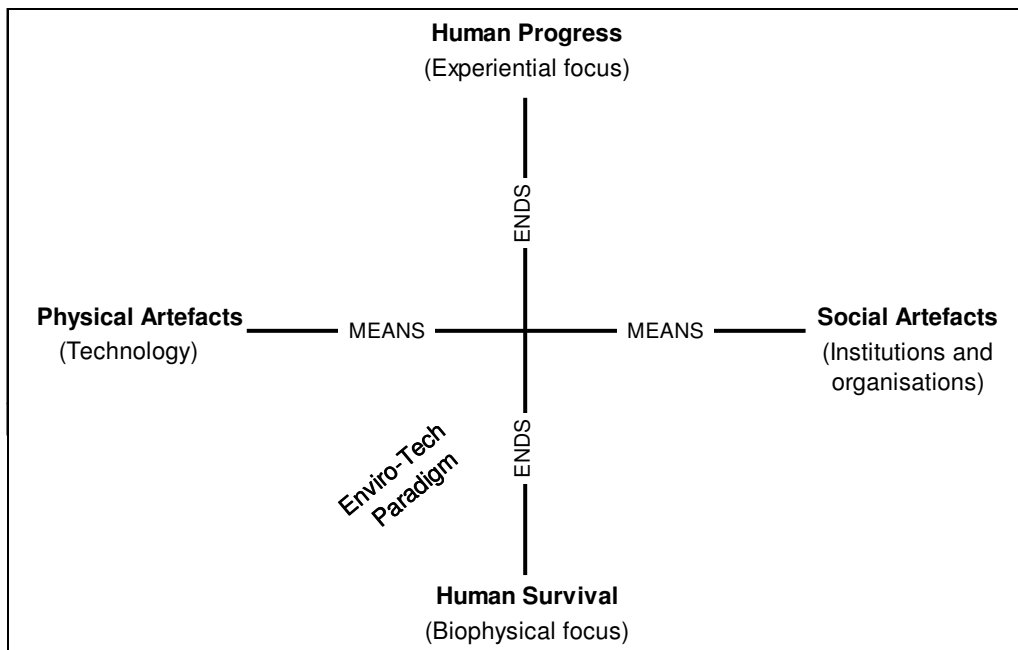 Human Progress
(Experiential focus)
ENDS
Physical Artefacts
(Technology)
MEANS
MEANS
Social Artefacts
(Institutions and
organisations)
ENDS
Enviro-Tech
Paradigm
Human Survival
(Biophysical focus)